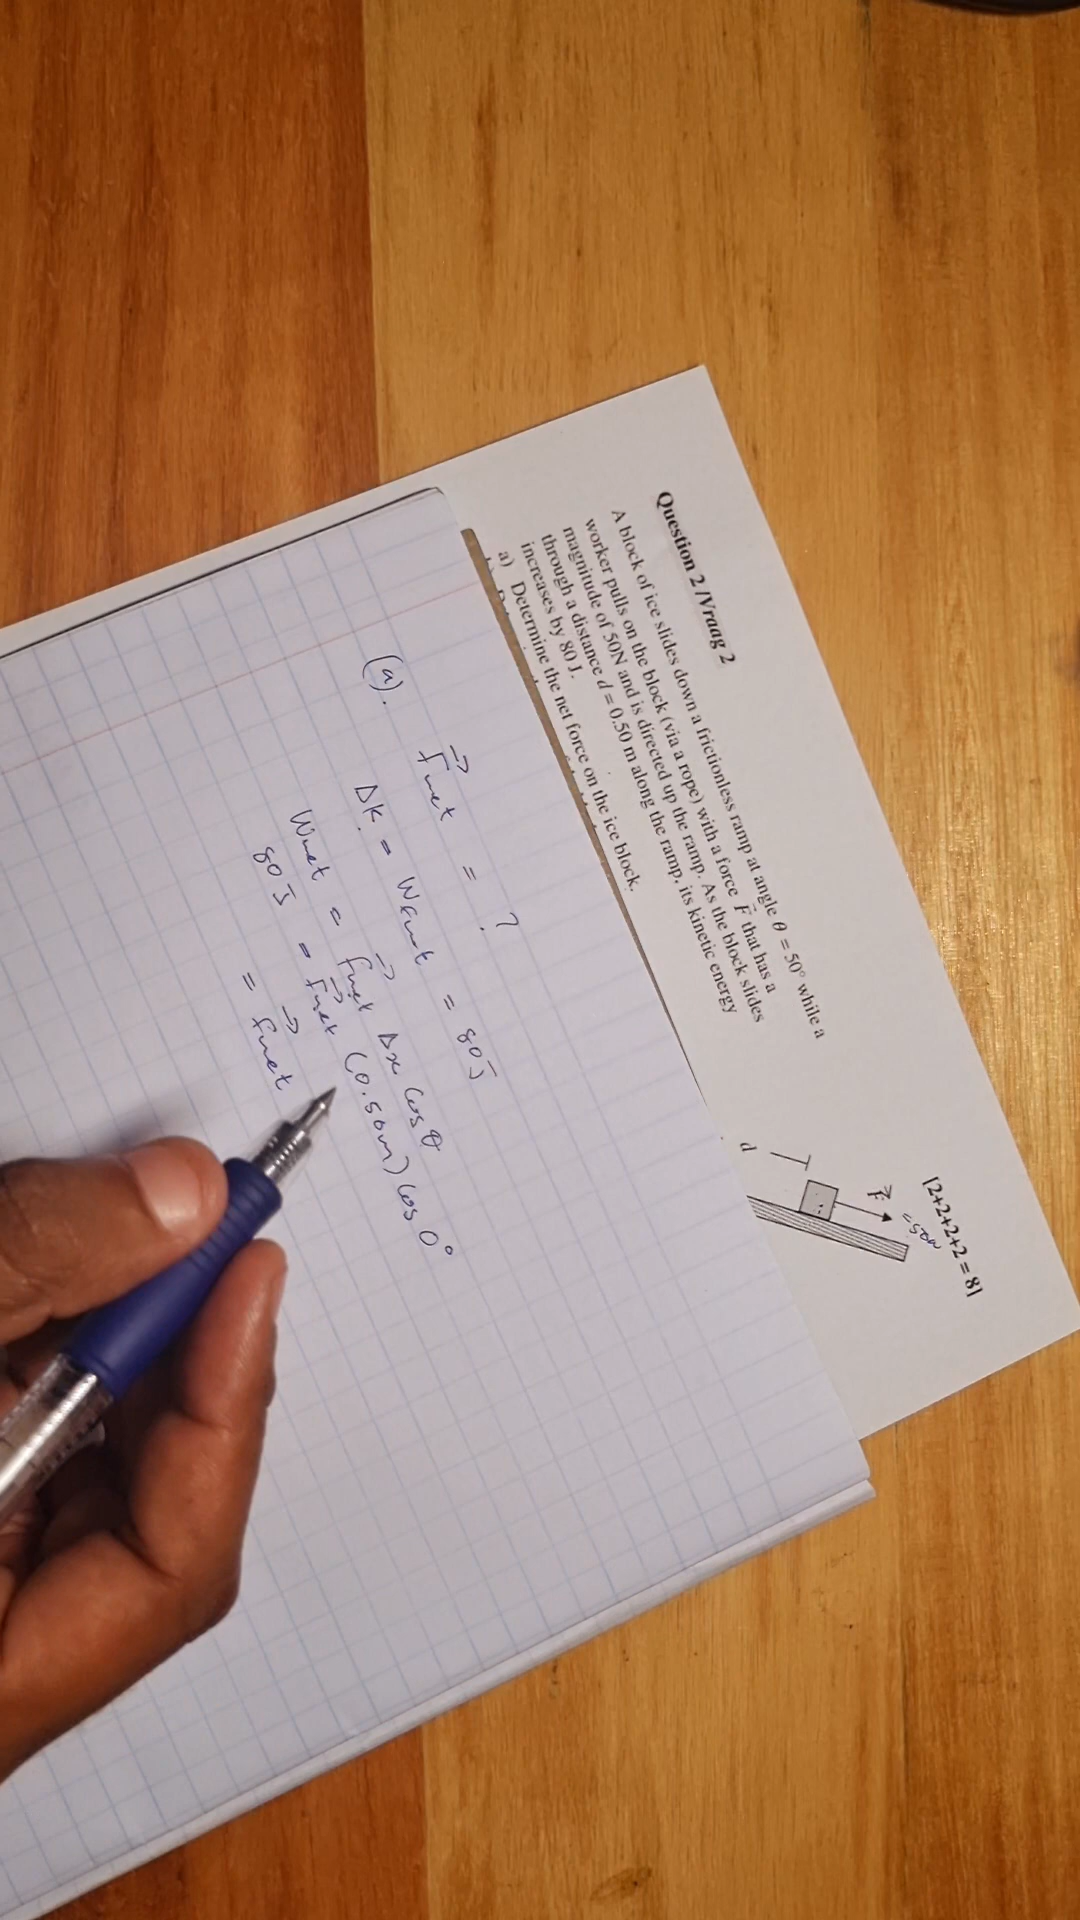 Question 2 /Vraag 2
[2+2+2+2 = 8]
A block of ice slides down a frictionless ramp at angle θ = 50° while a
worker pulls on the block (via a rope) with a force F⃗ that has a
magnitude of 50N and is directed up the ramp. As the block slides
through a distance d = 0.50 m along the ramp, its kinetic energy
increases by 80 J.
a) Determine the net force on the ice block.
F⃗
= 50N
d
(a). F⃗net = ?
ΔK = Wnet = 80J
Wnet = F⃗net Δx Cos θ
80J = F⃗net (0.50m) Cos 0°
= F⃗net